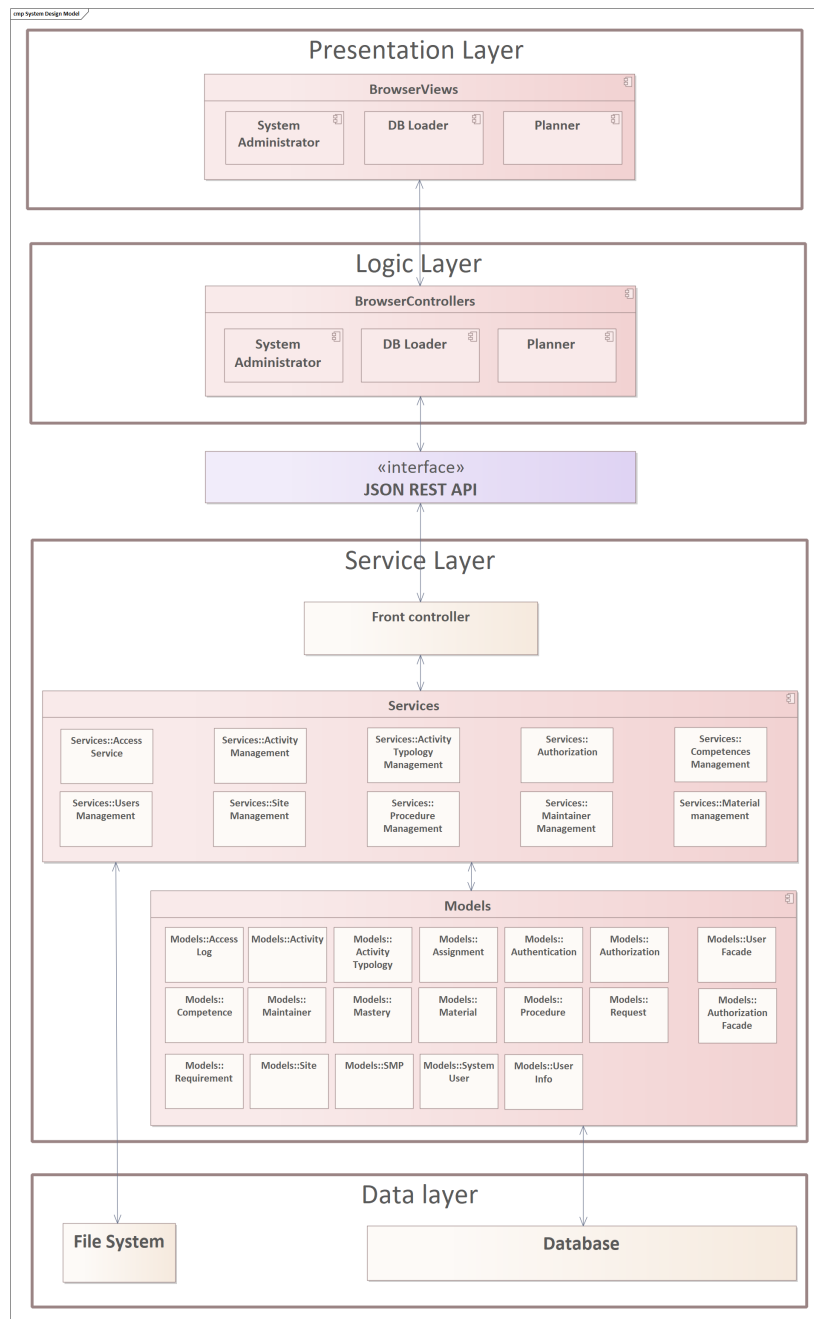 cmp System Design Model
Presentation Layer
BrowserViews
System
Administrator
DB Loader
Planner
Logic Layer
BrowserControllers
System
Administrator
DB Loader
Planner
«interface»
JSON REST API
Service Layer
Front controller
Services
Services::Access
Service
Services::Activity
Management
Services::Activity
Typology
Management
Services::
Authorization
Services::
Competences
Management
Services::Users
Management
Services::Site
Management
Services::
Procedure
Management
Services::
Maintainer
Management
Services::Material
management
Models
Models::Access
Log
Models::Activity
Models::
Activity
Typology
Models::
Assignment
Models::
Authentication
Models::
Authorization
Models::User
Facade
Models::
Competence
Models::
Maintainer
Models::
Mastery
Models::
Material
Models::
Procedure
Models::
Request
Models::
Authorization
Facade
Models::
Requirement
Models::Site
Models::SMP
Models::System
User
Models::User
Info
Data layer
File System
Database